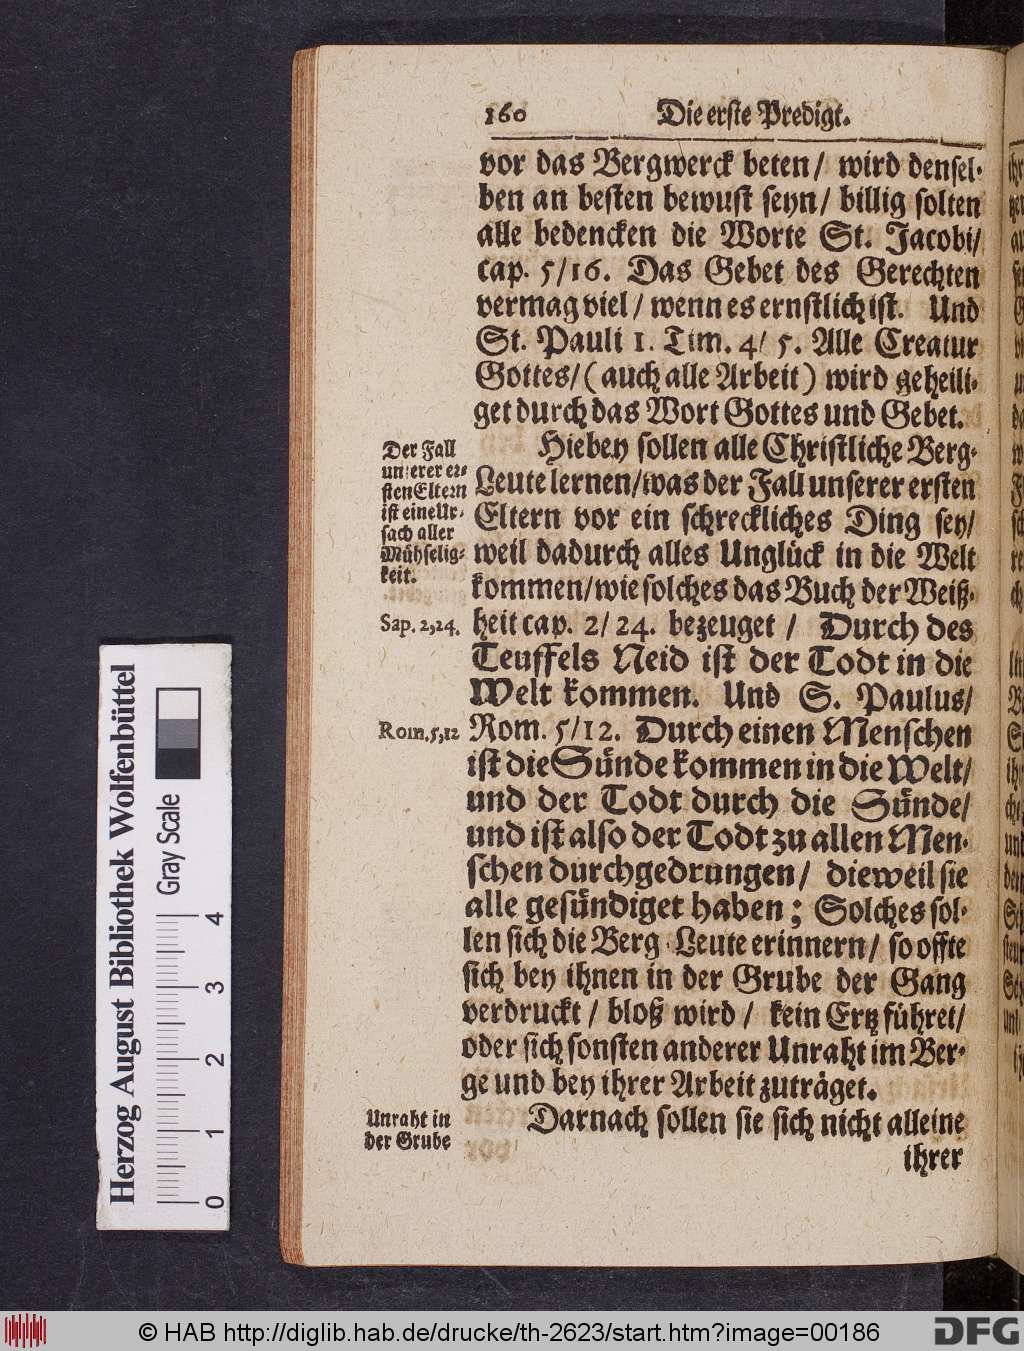 160 Die erste Predigt.
vor das Bergwerck beten/ wird densel-
ben an besten bewust seyn/ billig solten
alle bedencken die Worte St. Jacobi/
cap. 5/16. Das Gebet des Gerechten
vermag viel/ wenn es ernstlich ist. Und
St. Pauli 1. Tim. 4/ 5. Alle Creatur
Gottes/ (auch alle Arbeit) wird geheili-
get durch das Wort Gottes und Gebet.
Hiebey sollen alle Christliche Berg-
Leute lernen/ was der Fall unserer ersten
Eltern vor ein schreckliches Ding sey/
weil dadurch alles Unglück in die Welt
kommen/ wie solches das Buch der Weiß-
heit cap. 2/ 24. bezeuget/ Durch des
Teuffels Neid ist der Todt in die
Welt kommen. Und S. Paulus/
Rom. 5/12. Durch einen Menschen
ist die Sünde kommen in die Welt/
und der Todt durch die Sünde/
und ist also der Todt zu allen Men-
schen durchgedrungen/ dieweil sie
alle gesündiget haben; Solches sol-
len sich die Berg-Leute erinnern/ so offte
sich bey ihnen in der Grube der Gang
verdruckt/ bloß wird/ kein Ertz führet/
oder sich sonsten anderer Unraht im Ber-
ge und bey ihrer Arbeit zuträget.
Darnach sollen sie sich nicht alleine
ihrer
Der Fall
unserer er-
sten Eltern
ist eine Ur-
sach aller
Mühselig-
keit.
Sap. 2,24.
Rom. 5,12
Unraht in
der Grube
Herzog August Bibliothek Wolfenbüttel
Gray Scale
0 1 2 3 4
© HAB http://diglib.hab.de/drucke/th-2623/start.htm?image=00186
DFG